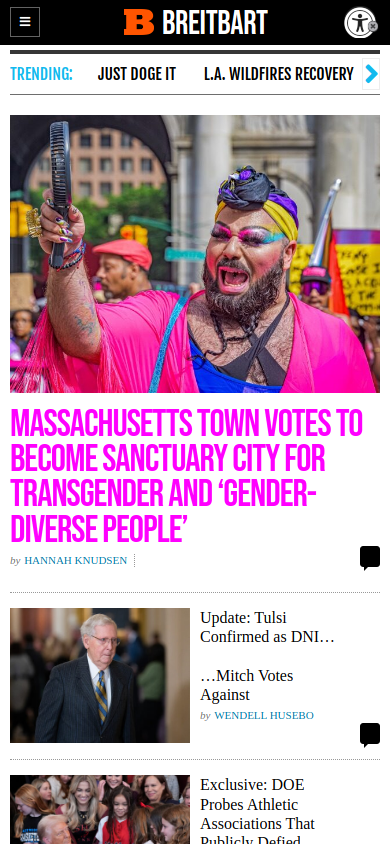 BREITBART
TRENDING:
JUST DOGE IT
L.A. WILDFIRES RECOVERY
MASSACHUSETTS TOWN VOTES TO
BECOME SANCTUARY CITY FOR
TRANSGENDER AND ‘GENDER-
DIVERSE PEOPLE’
by HANNAH KNUDSEN
Update: Tulsi
Confirmed as DNI…
…Mitch Votes
Against
by WENDELL HUSEBO
Exclusive: DOE
Probes Athletic
Associations That
Publicly Defied